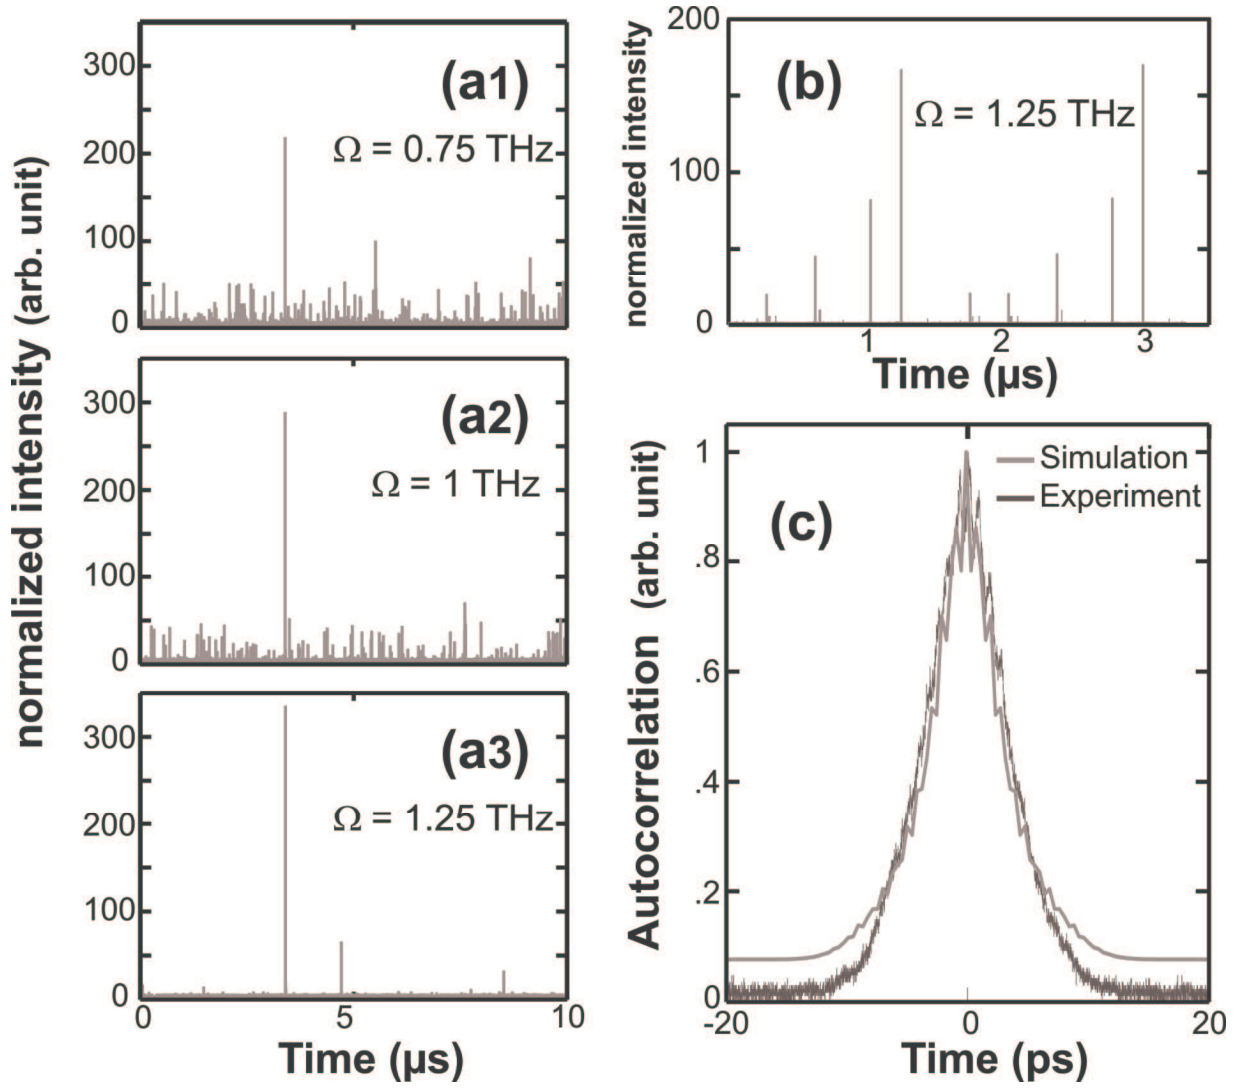 normalized intensity (arb. unit)
300
200
100
0
(a1)
Ω = 0.75 THz
300
200
100
0
(a2)
Ω = 1 THz
300
200
100
0
(a3)
Ω = 1.25 THz
0
5
10
Time (µs)
normalized intensity
200
100
0
(b)
Ω = 1.25 THz
1
2
3
Time (µs)
Autocorrelation (arb. unit)
1
.8
.6
.4
.2
0
(c)
Simulation
Experiment
-20
0
20
Time (ps)